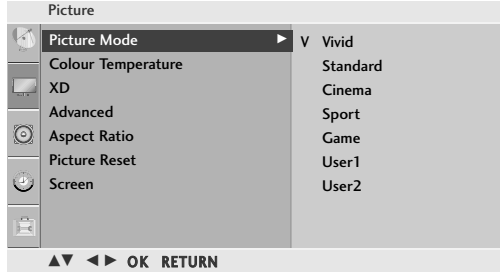 Picture
Picture Mode ► V Vivid
Colour Temperature Standard
XD Cinema
Advanced Sport
Aspect Ratio Game
Picture Reset User1
Screen User2
▲▼ ◄► OK RETURN